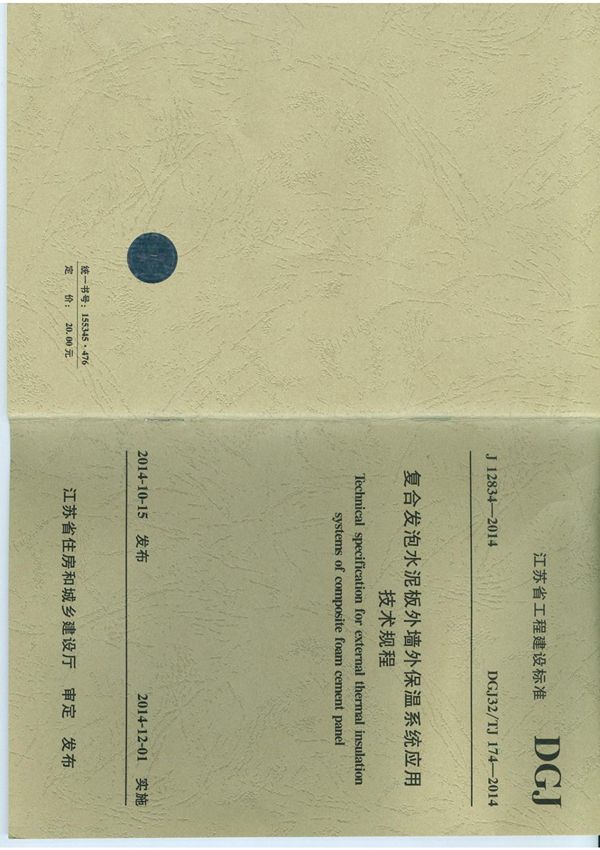 江苏省工程建设标准 DGJ
J 12834—2014 DGJ32/TJ 174—2014
复合发泡水泥板外墙外保温系统应用
技术规程
Technical specification for external thermal insulation
systems of composite foam cement panel
2014-10-15 发布 2014-12-01 实施
江苏省住房和城乡建设厅 审定 发布
统一书号：155345·476
定 价： 20.00 元